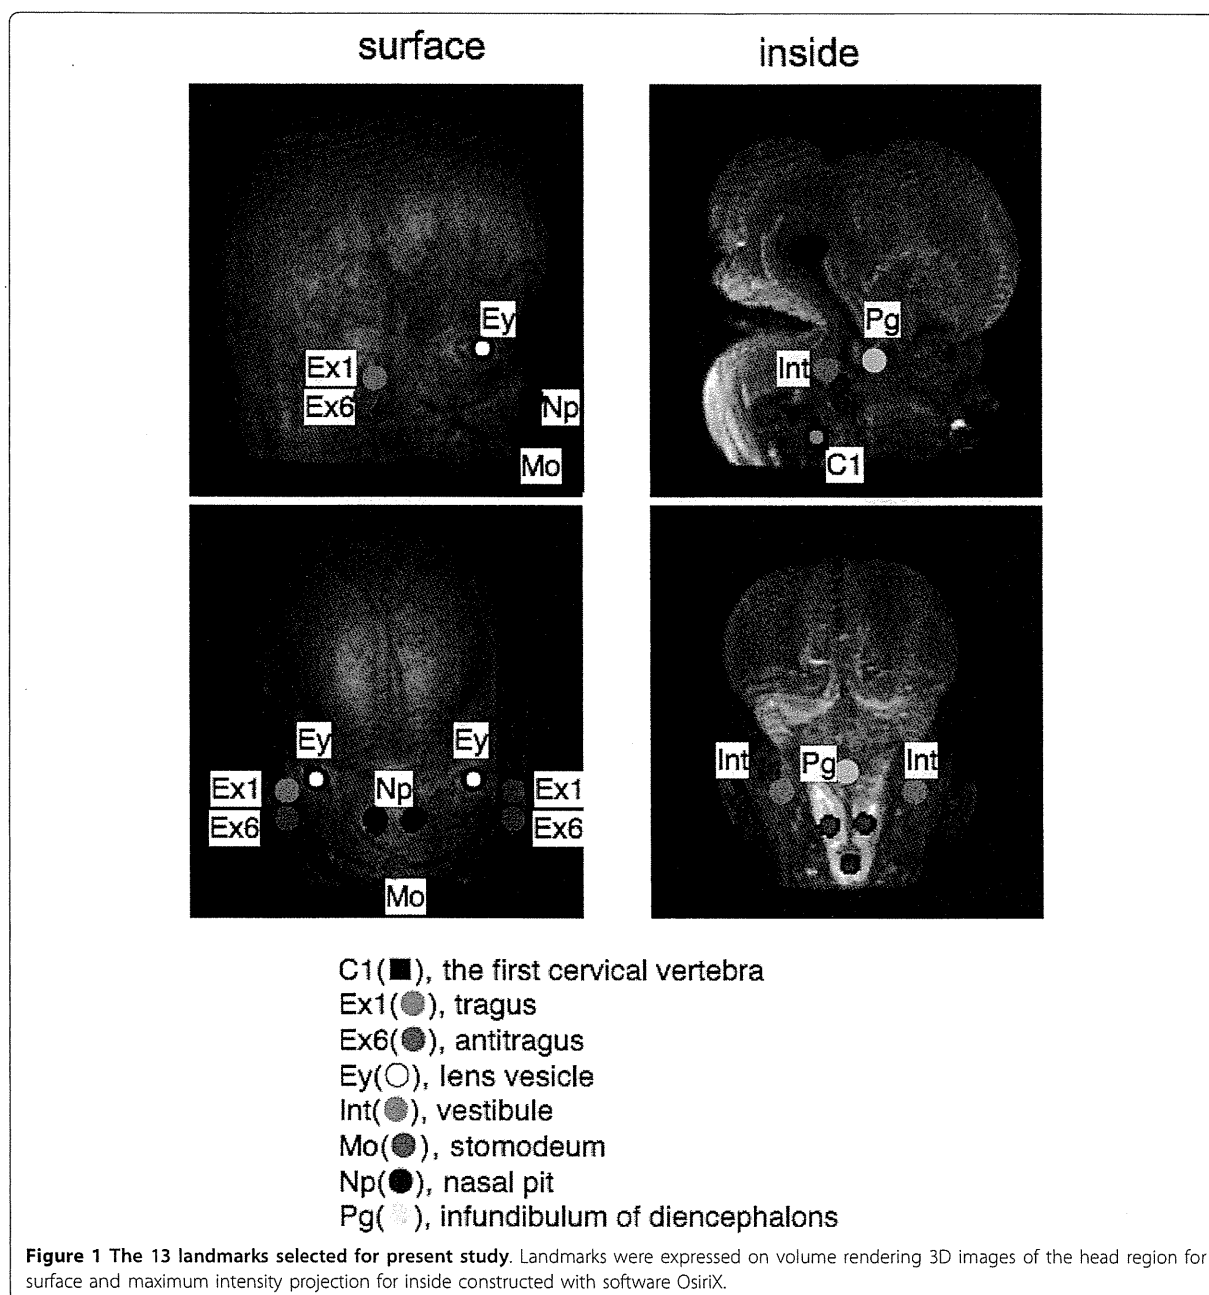 surface
inside
Ey
Ex1
Ex6
Np
Mo
Pg
Int
C1
Ey
Ey
Ex1
Np
Ex1
Ex6
Ex6
Mo
Int
Pg
Int
C1(■), the first cervical vertebra
Ex1(●), tragus
Ex6(●), antitragus
Ey(○), lens vesicle
Int(●), vestibule
Mo(●), stomodeum
Np(●), nasal pit
Pg(●), infundibulum of diencephalons
Figure 1 The 13 landmarks selected for present study. Landmarks were expressed on volume rendering 3D images of the head region for
surface and maximum intensity projection for inside constructed with software OsiriX.